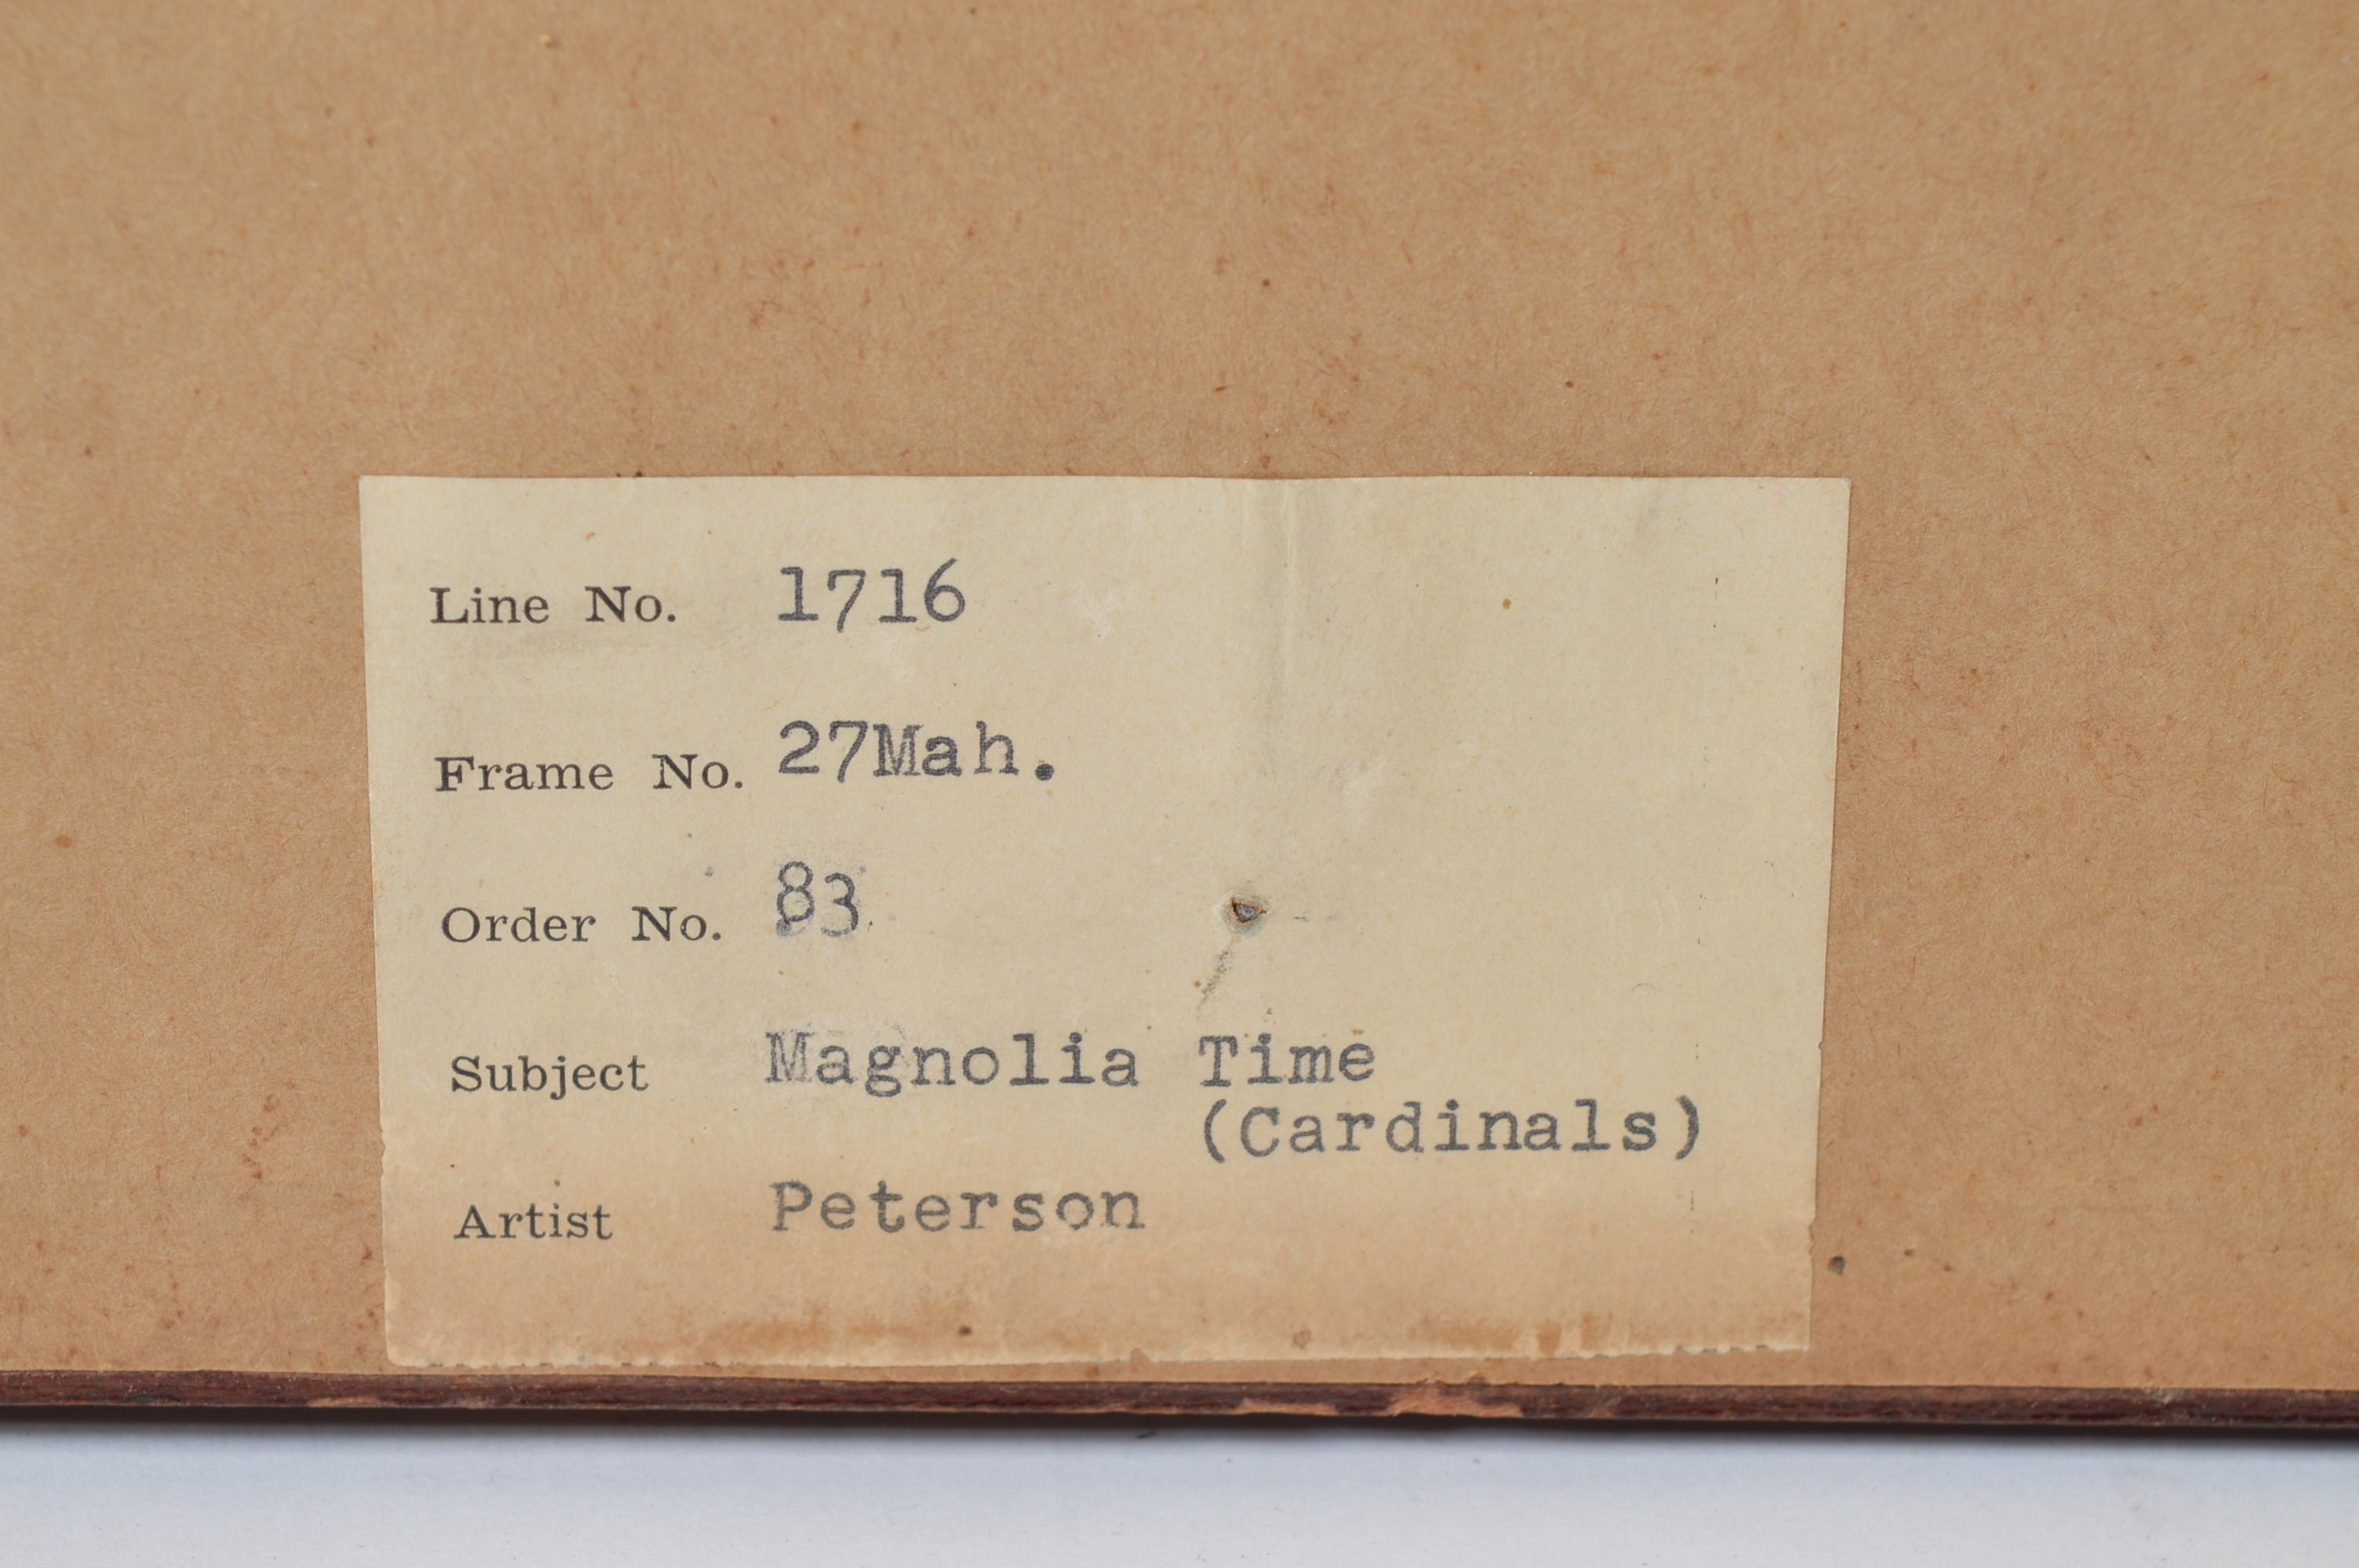 Line No. 1716
Frame No. 27Mah.
Order No. 83
Subject Magnolia Time
(Cardinals)
Artist Peterson